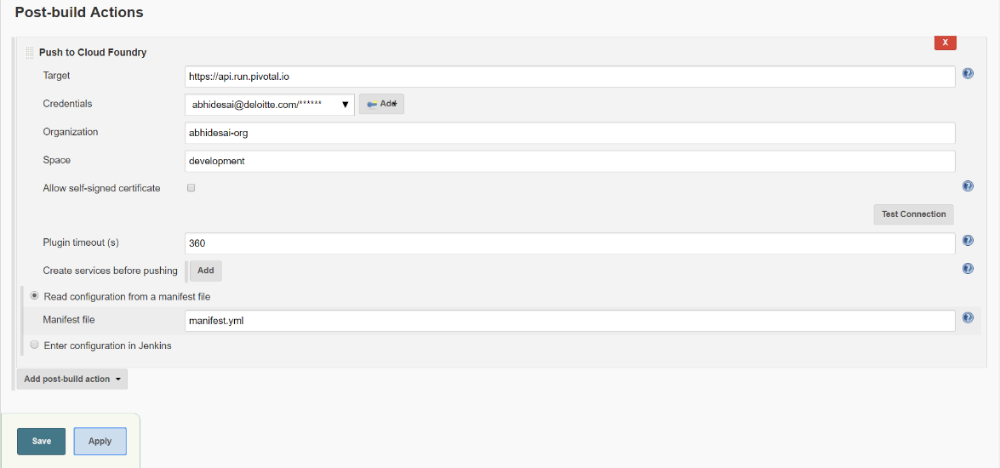 Post-build Actions
X
Push to Cloud Foundry
Target https://api.run.pivotal.io
Credentials abhidesai@deloitte.com/****** Add
Organization abhidesai-org
Space development
Allow self-signed certificate
Test Connection
Plugin timeout (s) 360
Create services before pushing Add
Read configuration from a manifest file
Manifest file manifest.yml
Enter configuration in Jenkins
Add post-build action
Save Apply